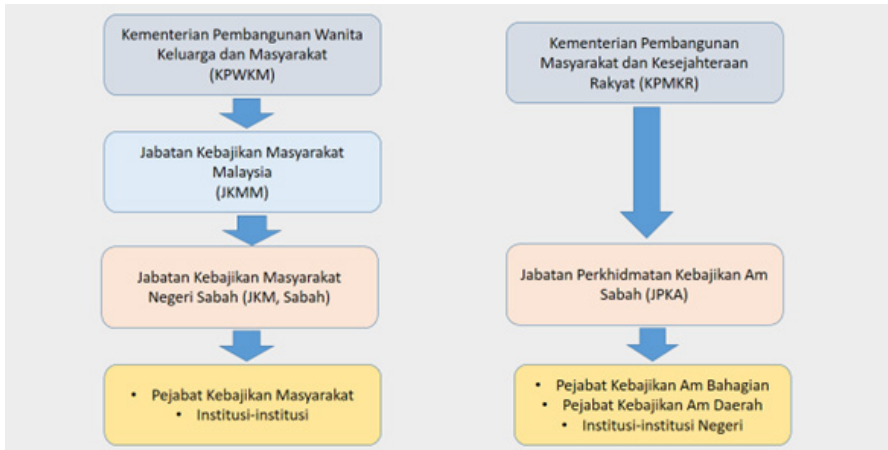 Kementerian Pembangunan Wanita
Keluarga dan Masyarakat
(KPWKM)
Jabatan Kebajikan Masyarakat
Malaysia
(JKMM)
Jabatan Kebajikan Masyarakat
Negeri Sabah (JKM, Sabah)
• Pejabat Kebajikan Masyarakat
• Institusi-institusi
Kementerian Pembangunan
Masyarakat dan Kesejahteraan
Rakyat (KPMKR)
Jabatan Perkhidmatan Kebajikan Am
Sabah (JPKA)
• Pejabat Kebajikan Am Bahagian
• Pejabat Kebajikan Am Daerah
• Institusi-institusi Negeri